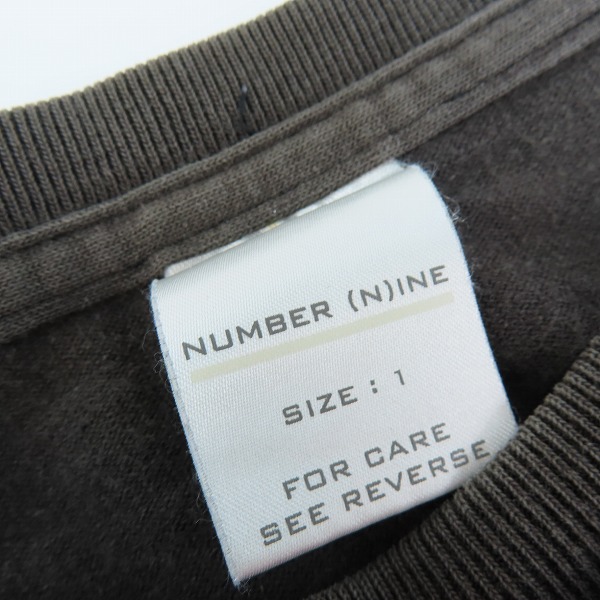 NUMBER (N)INE
SIZE : 1
FOR CARE
SEE REVERSE